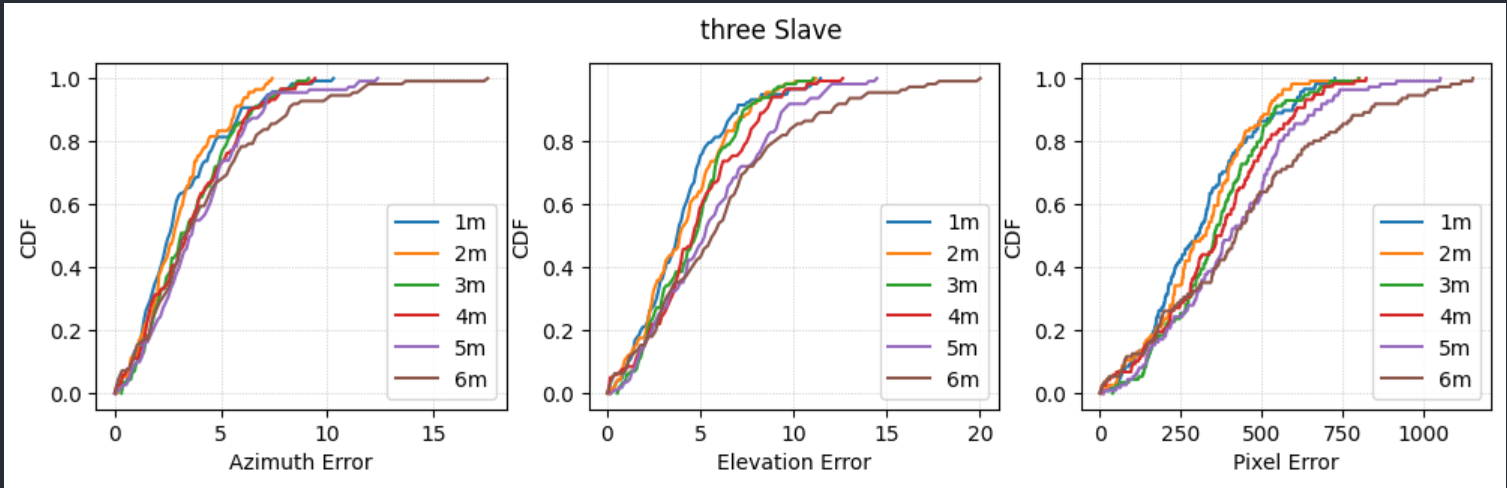 three Slave
1.0
0.8
0.6
0.4
0.2
0.0
CDF
0
5
10
15
Azimuth Error
1m
2m
3m
4m
5m
6m
0.8
0.6
0.4
0.2
0.0
CDF
0
5
10
15
20
Elevation Error
1m
2m
3m
4m
5m
6m
1.0
0.8
0.6
0.4
0.2
0.0
CDF
0
250
500
750
1000
Pixel Error
1m
2m
3m
4m
5m
6m